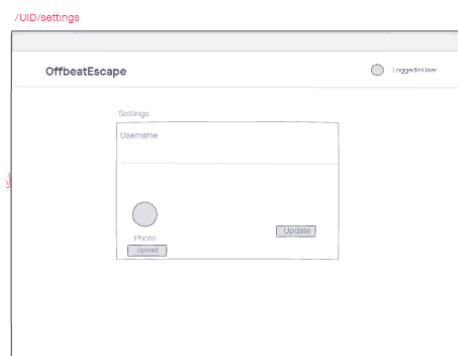 /UID/settings
OffbeatEscape
LoggedInUser
Settings
Username
Photo
Upload
Update